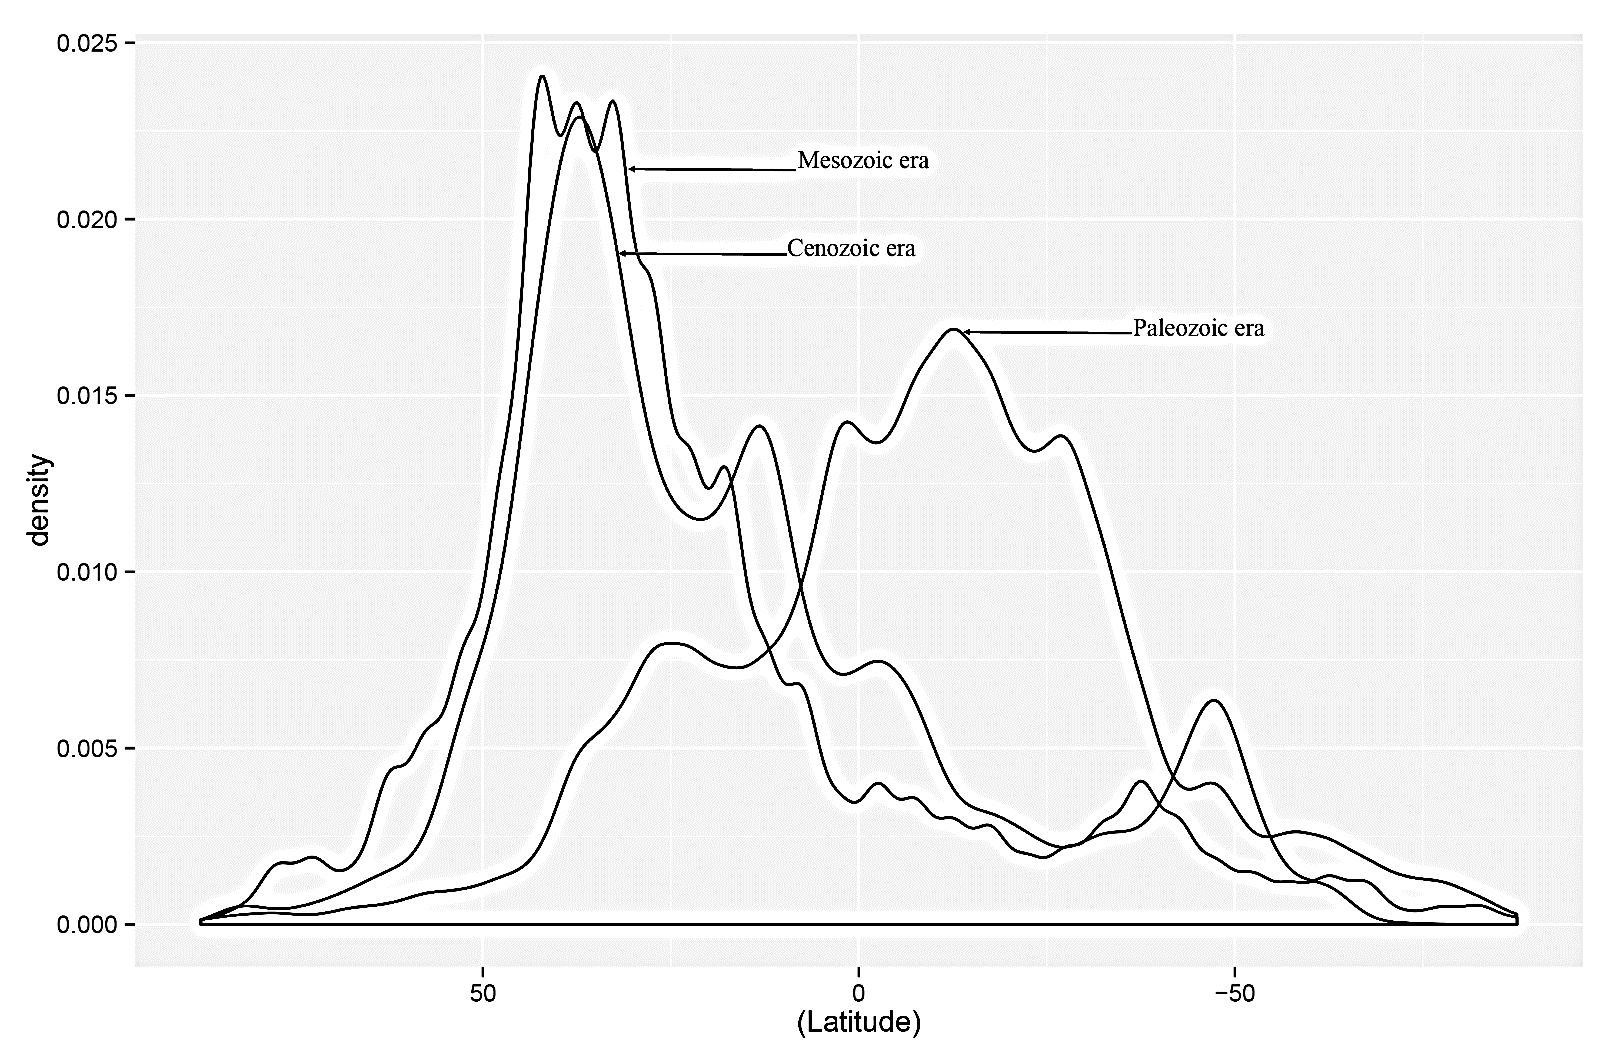 0.025
Mesozoic era
0.020
Cenozoic era
Paleozoic era
0.015
density
0.010
0.005
0.000
50
0
−50
(Latitude)